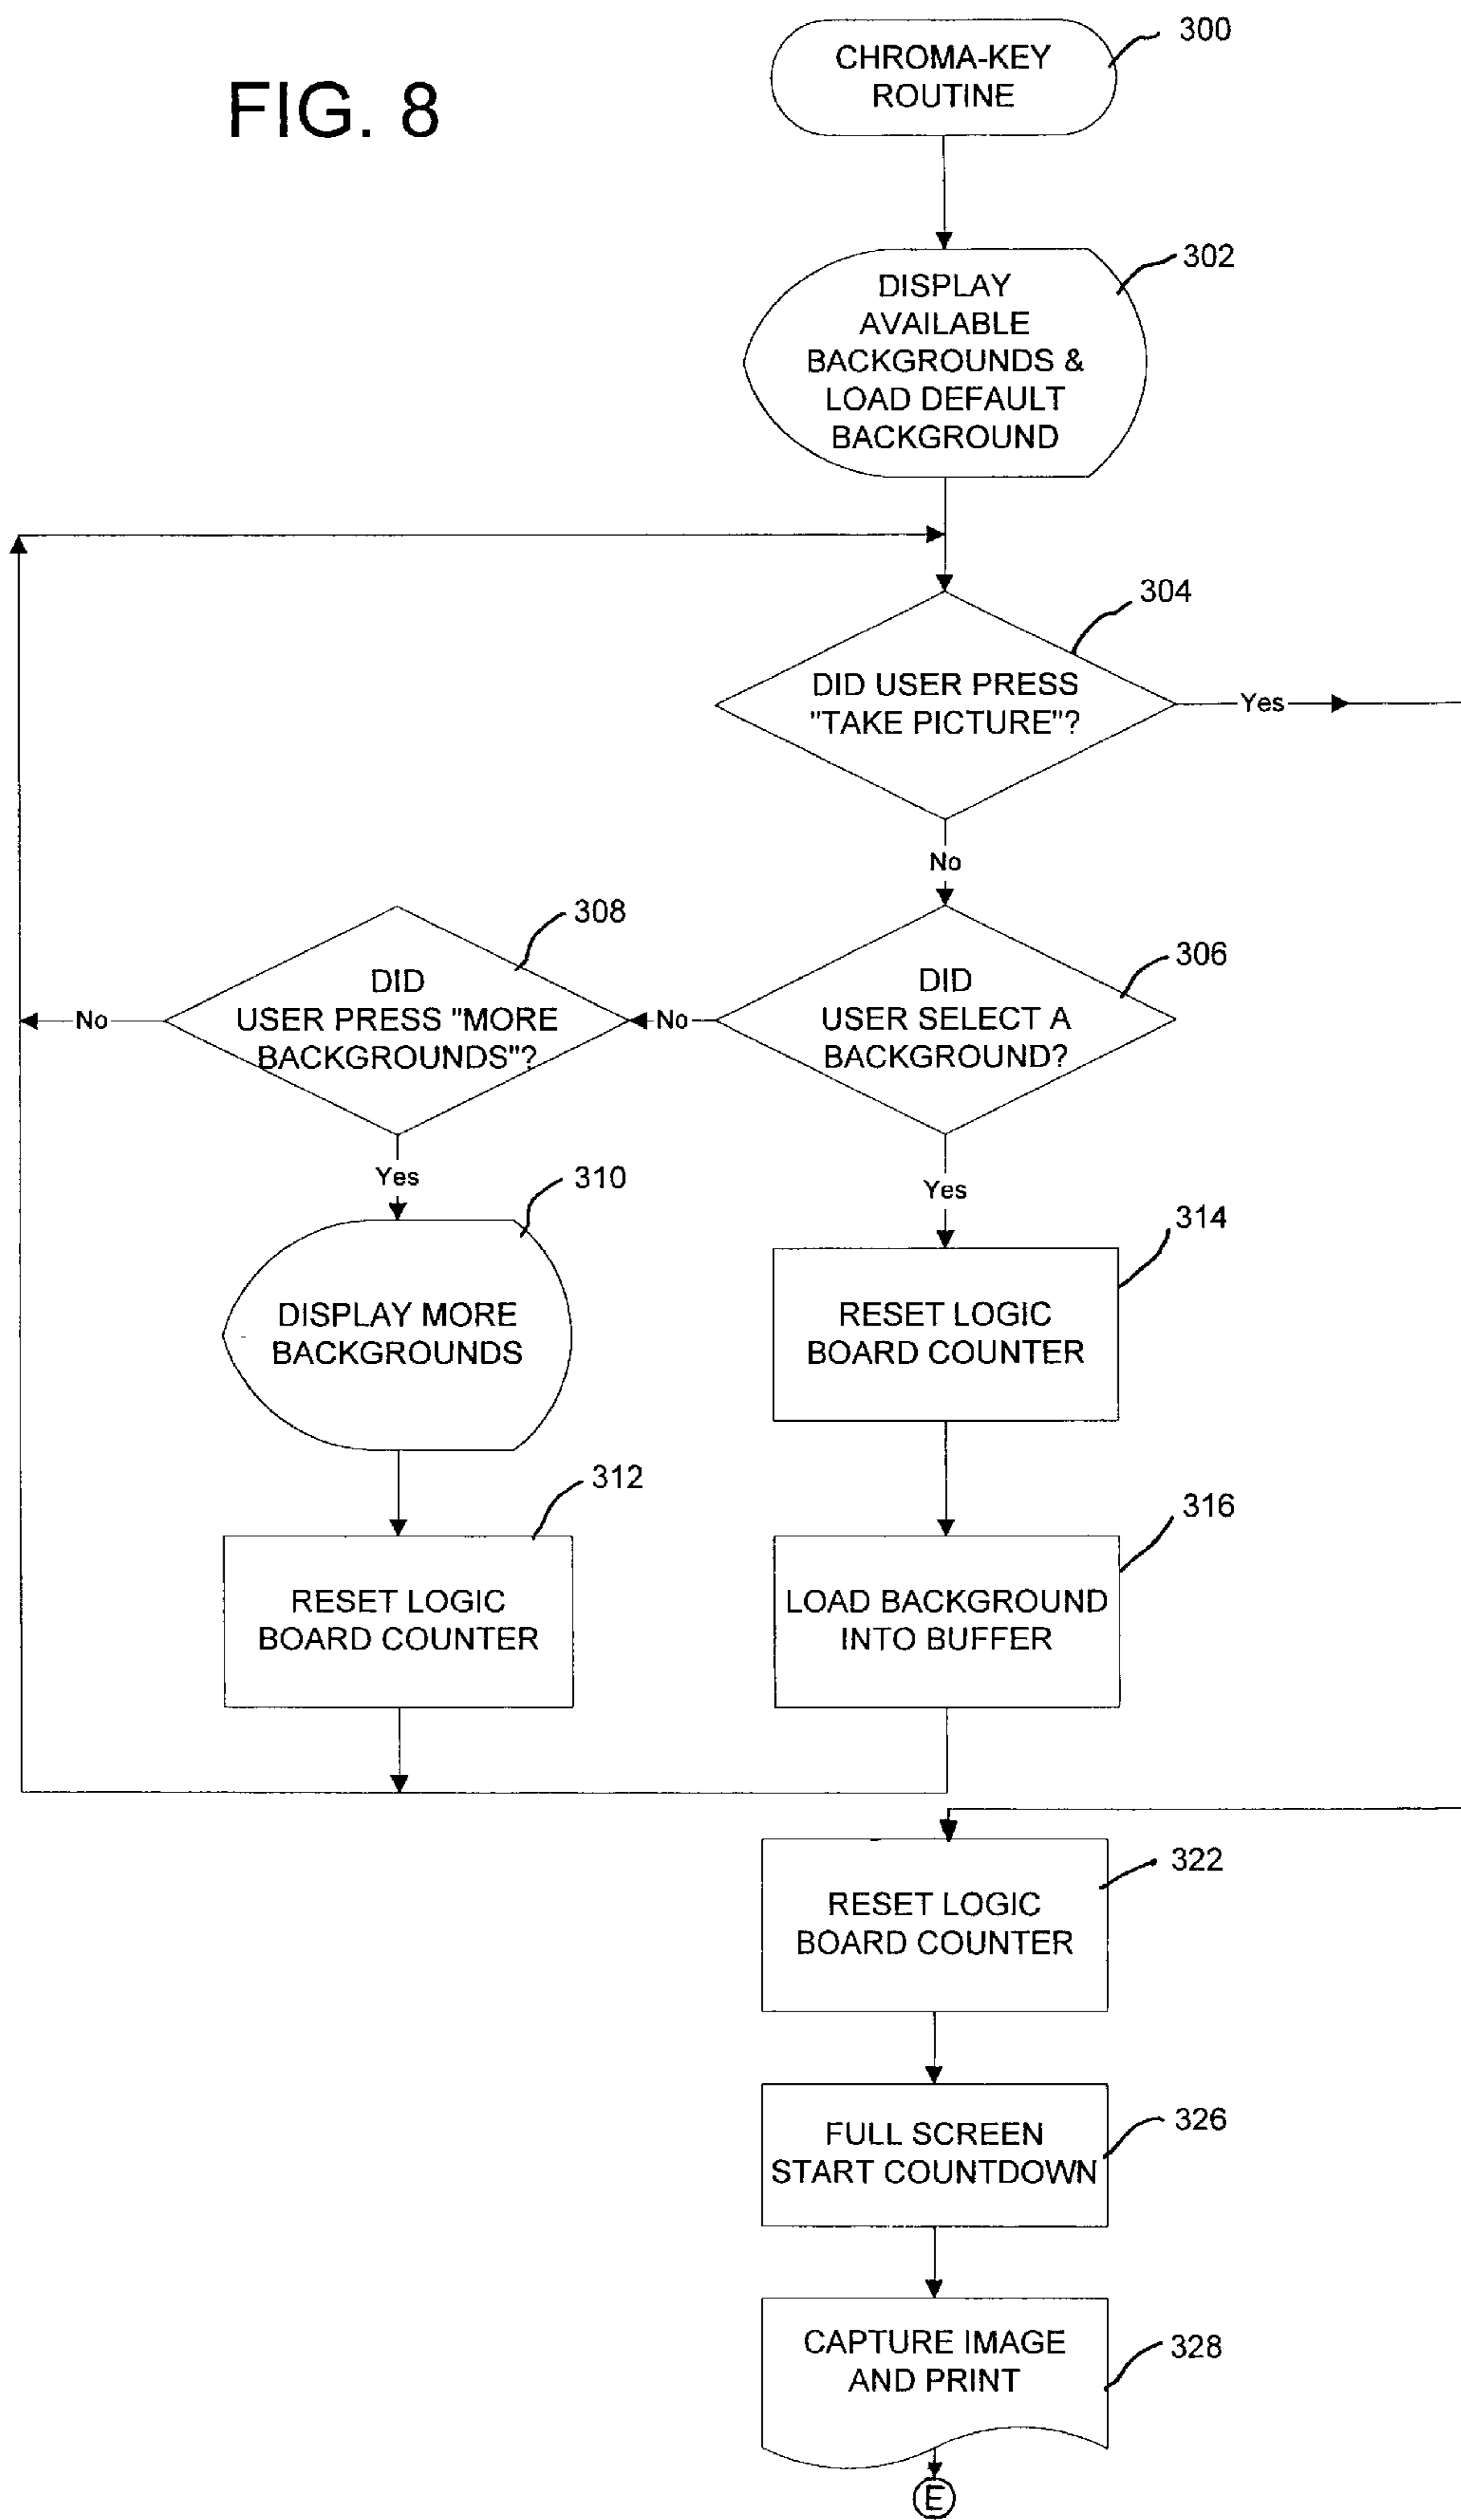 FIG. 8
CHROMA-KEY
ROUTINE
300
DISPLAY
AVAILABLE
BACKGROUNDS &
LOAD DEFAULT
BACKGROUND
302
DID USER PRESS
"TAKE PICTURE"?
304
Yes
No
DID
USER SELECT A
BACKGROUND?
306
No
DID
USER PRESS "MORE
BACKGROUNDS"?
308
No
Yes
DISPLAY MORE
BACKGROUNDS
310
RESET LOGIC
BOARD COUNTER
312
Yes
RESET LOGIC
BOARD COUNTER
314
LOAD BACKGROUND
INTO BUFFER
316
RESET LOGIC
BOARD COUNTER
322
FULL SCREEN
START COUNTDOWN
326
CAPTURE IMAGE
AND PRINT
328
E